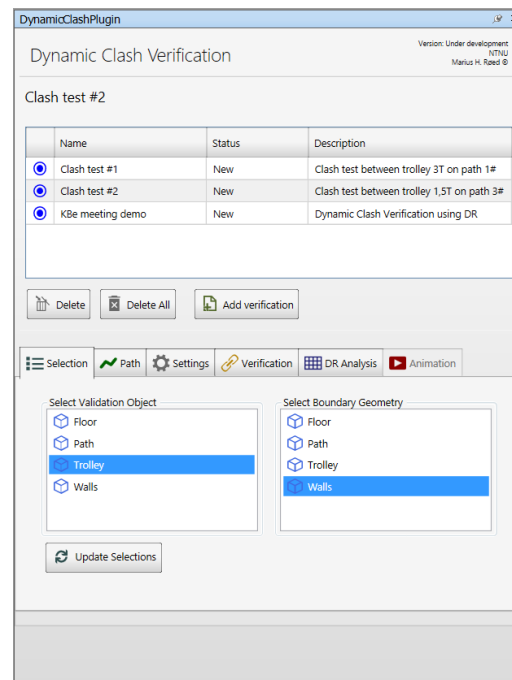 DynamicClashPlugin
Dynamic Clash Verification
Version: Under development
NTNU
Marius H. Røed ©
Clash test #2
Name Status Description
Clash test #1 New Clash test between trolley 3T on path 1#
Clash test #2 New Clash test between trolley 1,5T on path 3#
KBe meeting demo New Dynamic Clash Verification using DR
Delete Delete All Add verification
Selection Path Settings Verification DR Analysis Animation
Select Validation Object
Floor
Path
Trolley
Walls
Select Boundary Geometry
Floor
Path
Trolley
Walls
Update Selections